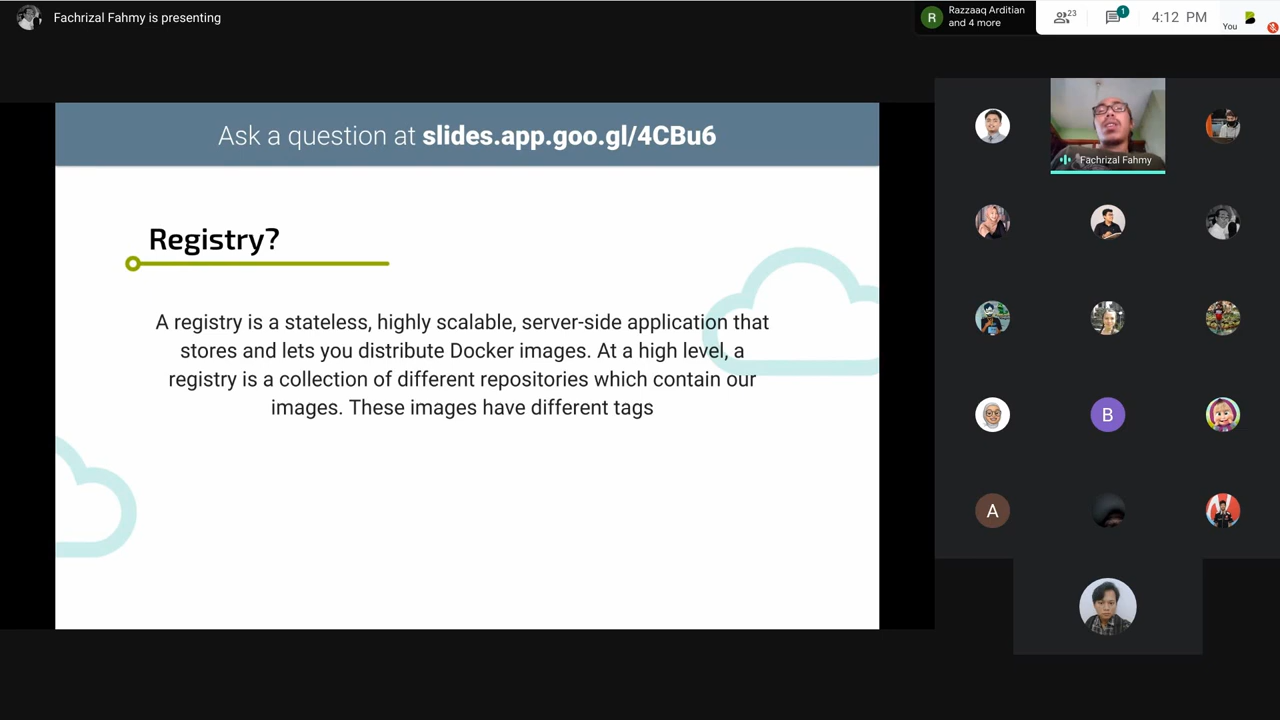 Fachrizal Fahmy is presenting
R
Razzaaq Arditian
and 4 more
23
1
4:12 PM
You
Ask a question at slides.app.goo.gl/4CBu6
Registry?
A registry is a stateless, highly scalable, server-side application that
stores and lets you distribute Docker images. At a high level, a
registry is a collection of different repositories which contain our
images. These images have different tags
Fachrizal Fahmy
B
A